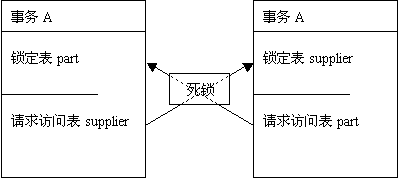 事务 A
锁定表 part
请求访问表 supplier
死锁
事务 A
锁定表 supplier
请求访问表 part